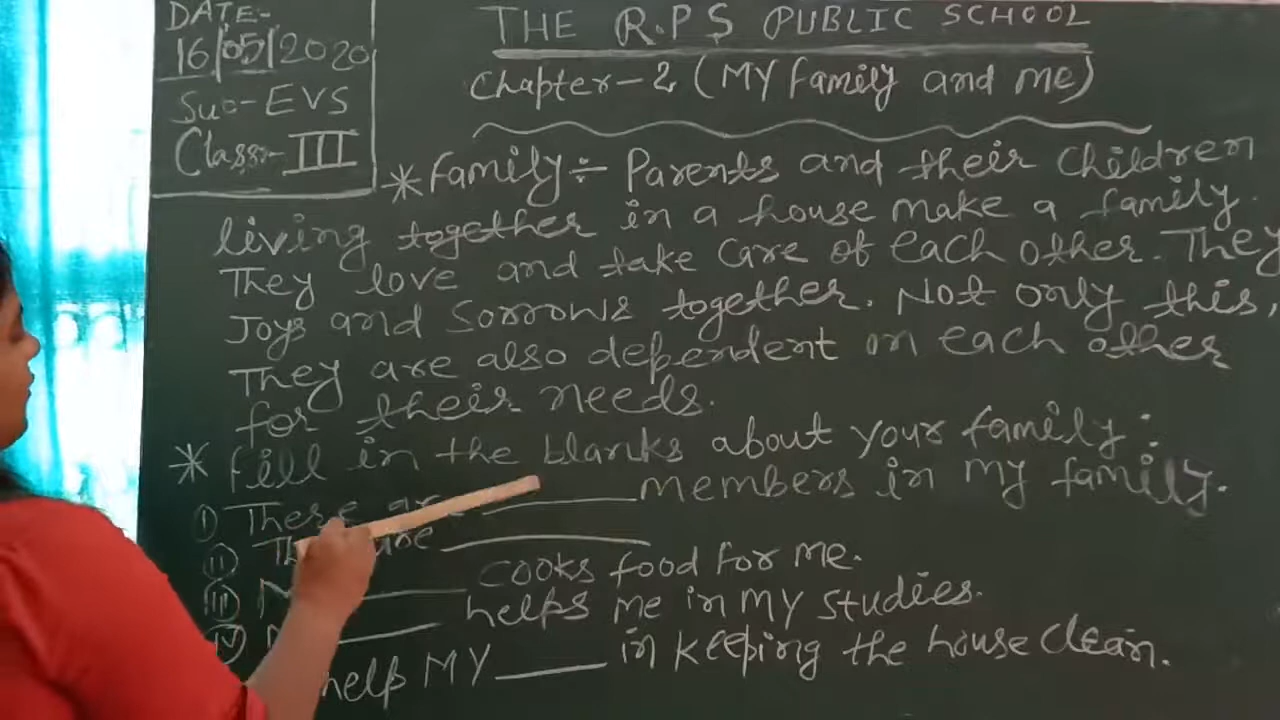 DATE:-
16/05/2020
Sub-EVS
Class:-III
THE R.P.S PUBLIC SCHOOL
Chapter-2 (MY family and me)
* family:- Parents and their children
living together in a house make a family.
They love and take care of each other. They
Joys and Sorrows together. Not only this,
They are also dependent on each other
for their needs.
* fill in the blanks about your family:
(i) There are ______ members in my family.
(ii) They are ______
(iii) M ______ cooks food for me.
(iv) ______ helps me in my studies.
help MY ____ in keeping the house clean.